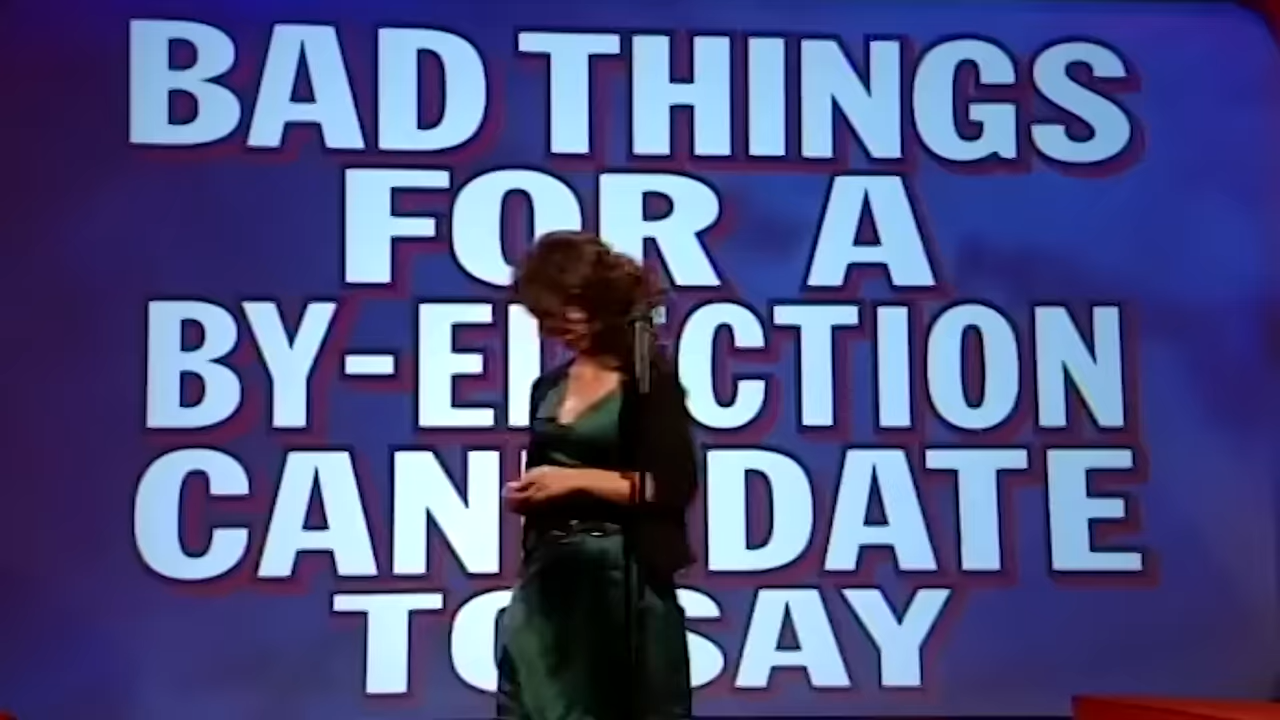 BAD THINGS
FOR A
BY-ELECTION
CANDIDATE
TO SAY